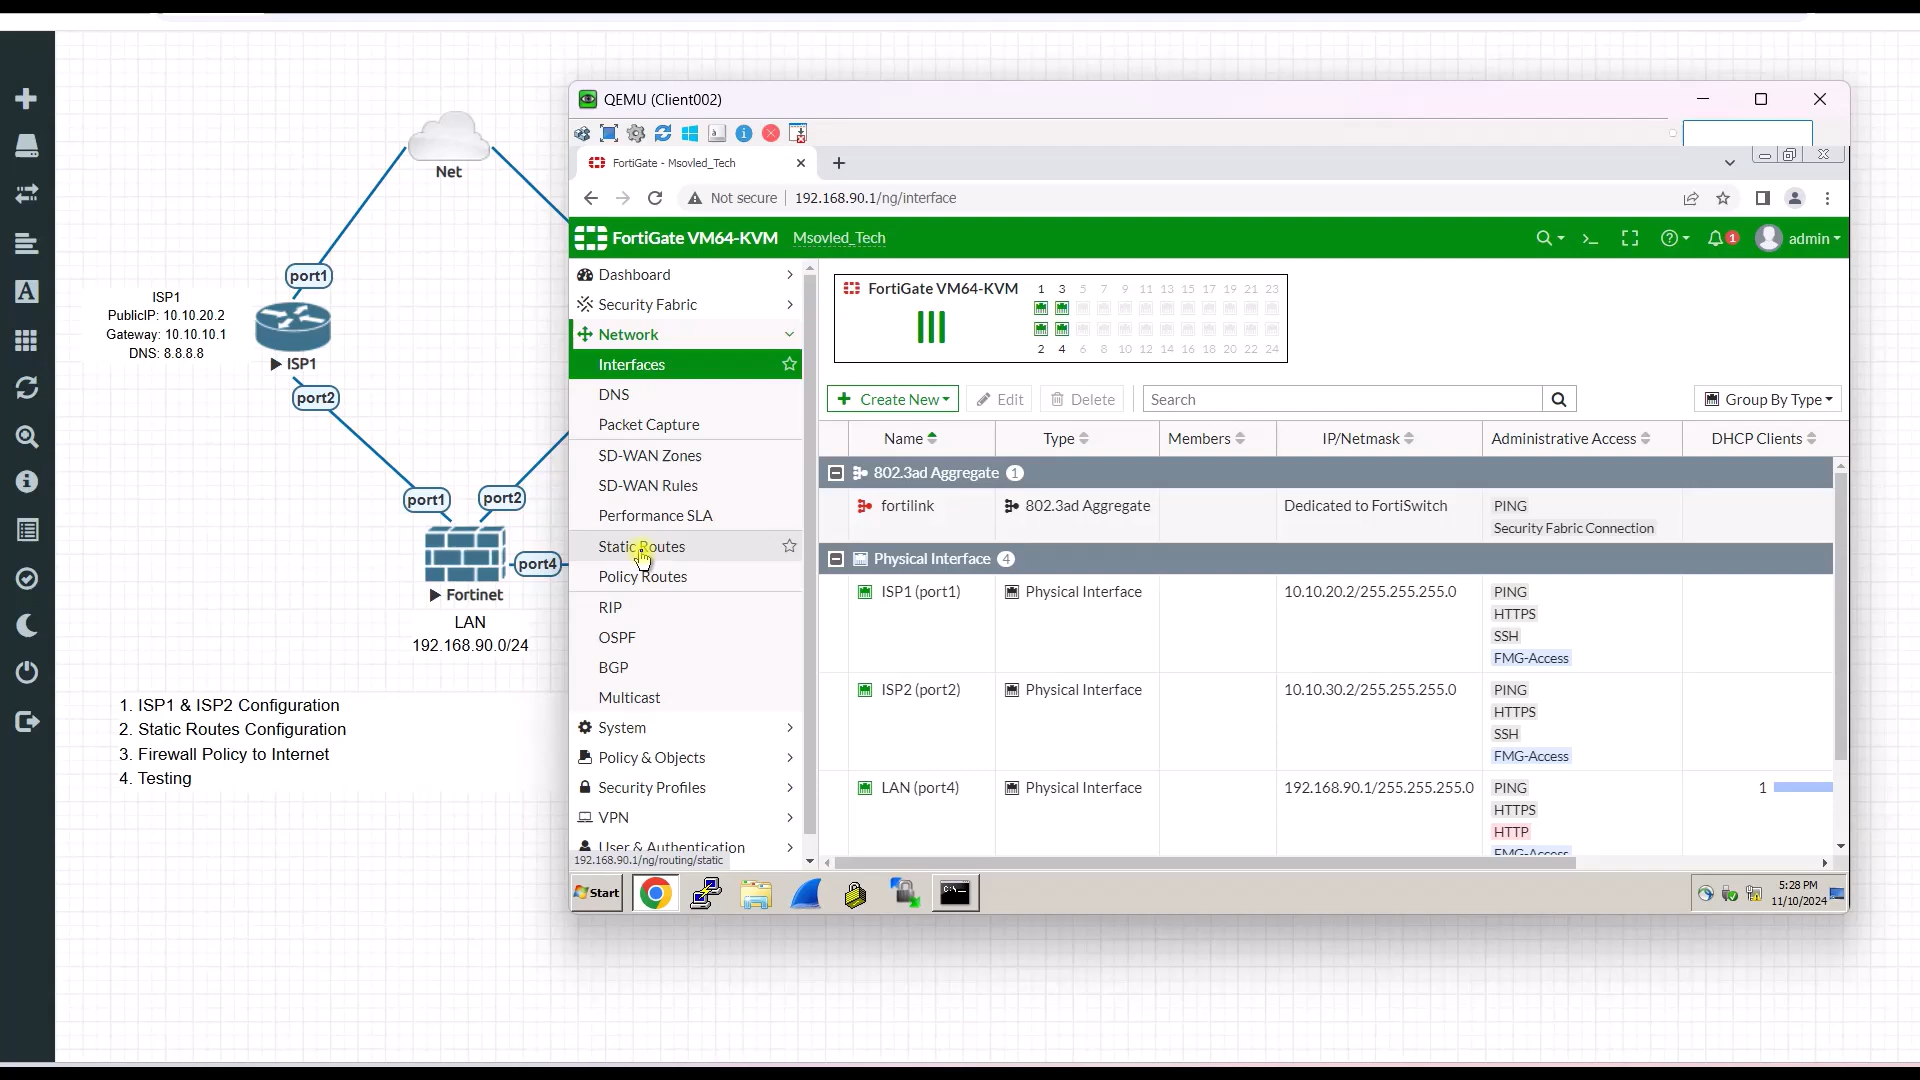 Net
port1
ISP1
PublicIP: 10.10.20.2
Gateway: 10.10.10.1
DNS: 8.8.8.8
ISP1
port2
port1
port2
port4
Fortinet
LAN
192.168.90.0/24
1. ISP1 & ISP2 Configuration
2. Static Routes Configuration
3. Firewall Policy to Internet
4. Testing
QEMU (Client002)
FortiGate - Msovled_Tech
Not secure
192.168.90.1/ng/interface
FortiGate VM64-KVM
Msovled_Tech
1
admin
Dashboard
Security Fabric
Network
Interfaces
DNS
Packet Capture
SD-WAN Zones
SD-WAN Rules
Performance SLA
Static Routes
Policy Routes
RIP
OSPF
BGP
Multicast
System
Policy & Objects
Security Profiles
VPN
User & Authentication
192.168.90.1/ng/routing/static
FortiGate VM64-KVM
1 3 5 7 9 11 13 15 17 19 21 23
2 4 6 8 10 12 14 16 18 20 22 24
Create New
Edit
Delete
Search
Group By Type
Name Type Members IP/Netmask Administrative Access DHCP Clients
802.3ad Aggregate 1
fortilink 802.3ad Aggregate Dedicated to FortiSwitch PING
Security Fabric Connection
Physical Interface 4
ISP1 (port1) Physical Interface 10.10.20.2/255.255.255.0 PING
HTTPS
SSH
FMG-Access
ISP2 (port2) Physical Interface 10.10.30.2/255.255.255.0 PING
HTTPS
SSH
FMG-Access
LAN (port4) Physical Interface 192.168.90.1/255.255.255.0 PING 1
HTTPS
HTTP
FMG-Access
Start
C:\_
5:28 PM
11/10/2024